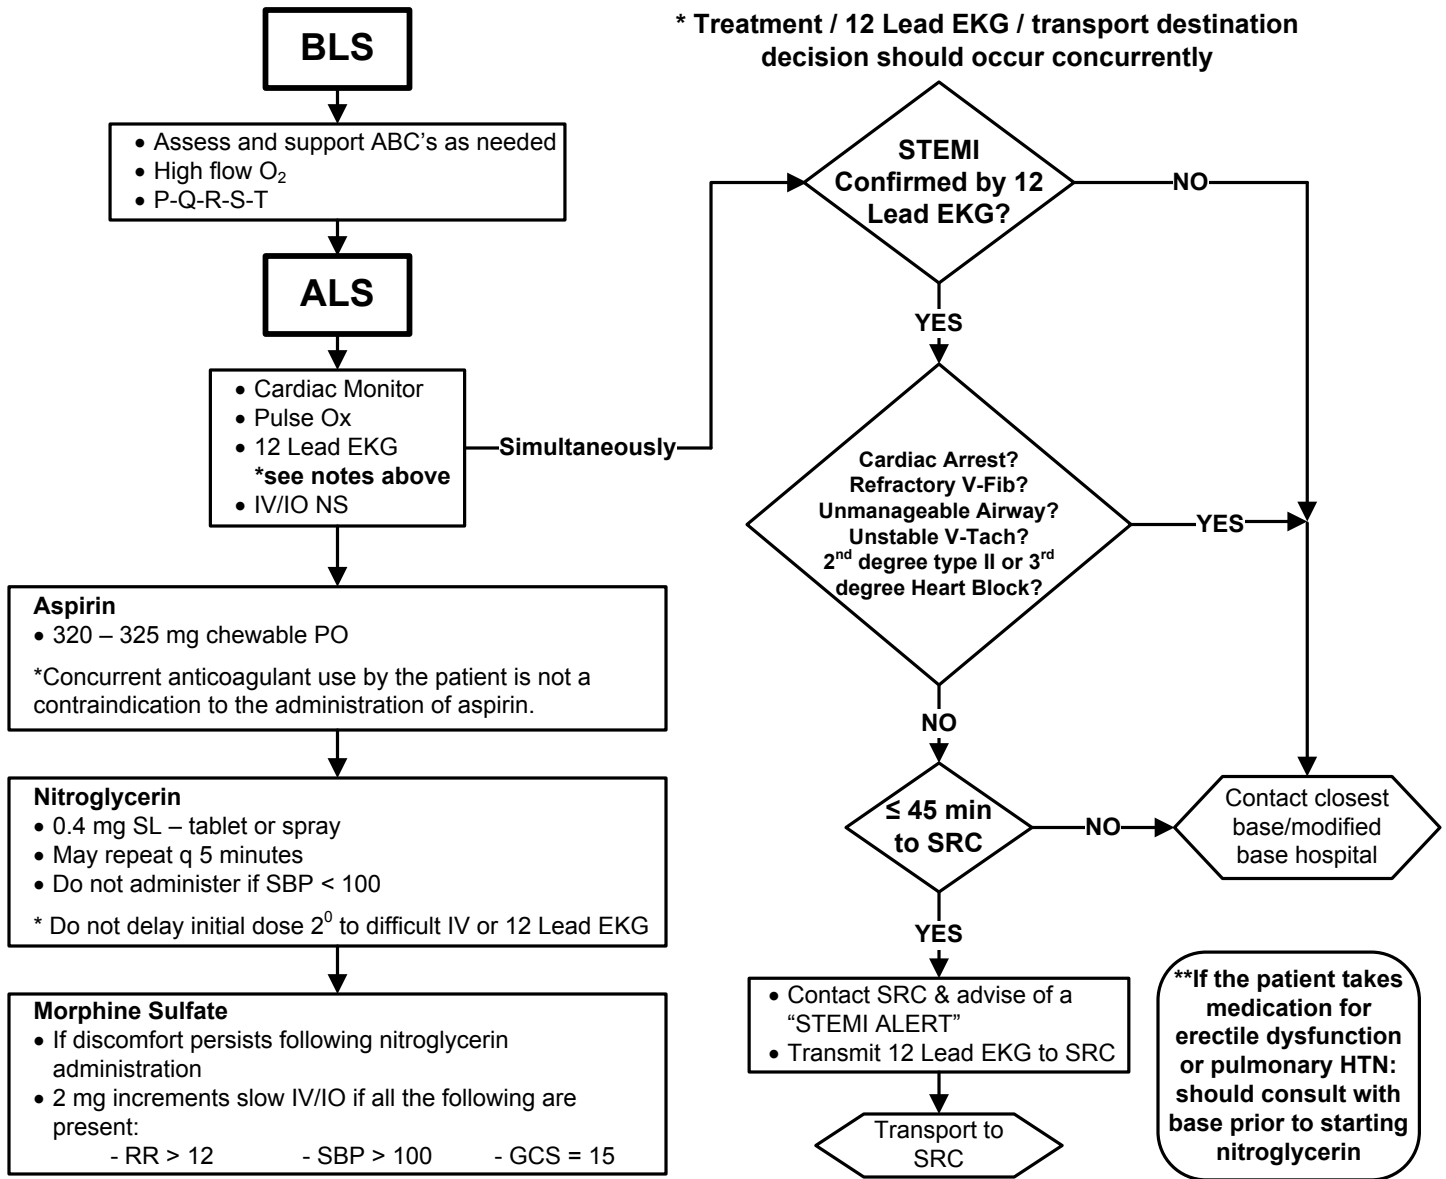 * Treatment / 12 Lead EKG / transport destination
decision should occur concurrently
BLS
• Assess and support ABC's as needed
• High flow O2
• P-Q-R-S-T
ALS
• Cardiac Monitor
• Pulse Ox
• 12 Lead EKG
*see notes above
• IV/IO NS
Simultaneously
Aspirin
• 320 – 325 mg chewable PO
*Concurrent anticoagulant use by the patient is not a
contraindication to the administration of aspirin.
Nitroglycerin
• 0.4 mg SL – tablet or spray
• May repeat q 5 minutes
• Do not administer if SBP < 100
* Do not delay initial dose 2⁰ to difficult IV or 12 Lead EKG
Morphine Sulfate
• If discomfort persists following nitroglycerin
administration
• 2 mg increments slow IV/IO if all the following are
present:
- RR > 12 - SBP > 100 - GCS = 15
STEMI
Confirmed by 12
Lead EKG?
NO
YES
Cardiac Arrest?
Refractory V-Fib?
Unmanageable Airway?
Unstable V-Tach?
2nd degree type II or 3rd
degree Heart Block?
YES
NO
≤ 45 min
to SRC
NO
Contact closest
base/modified
base hospital
YES
• Contact SRC & advise of a
“STEMI ALERT”
• Transmit 12 Lead EKG to SRC
Transport to
SRC
**If the patient takes
medication for
erectile dysfunction
or pulmonary HTN:
should consult with
base prior to starting
nitroglycerin